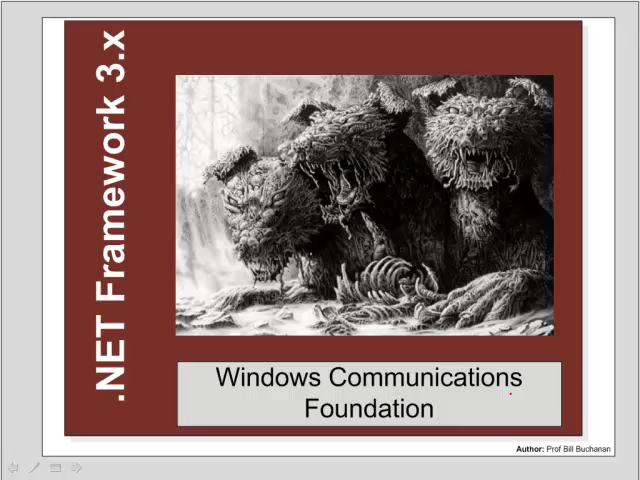 .NET Framework 3.x
Windows Communications
Foundation
Author: Prof Bill Buchanan